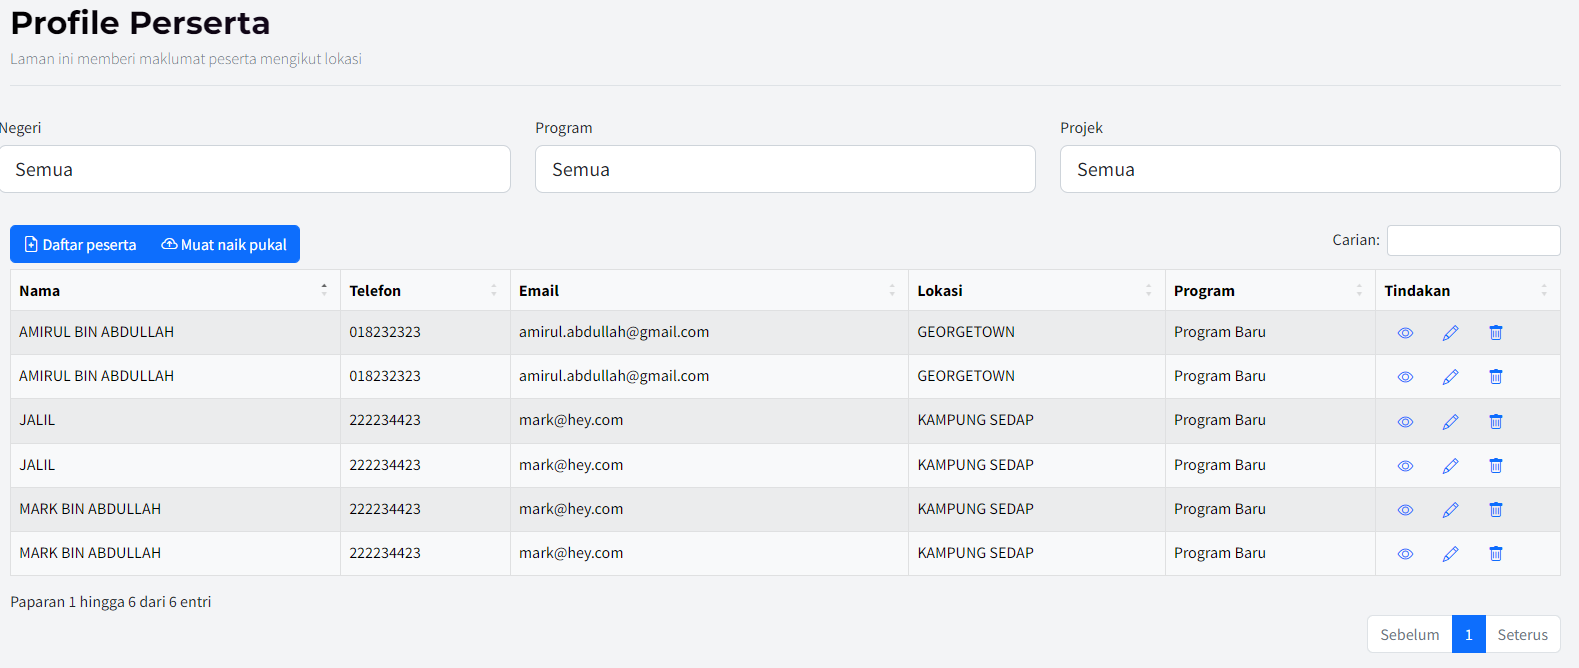 Profile Perserta
Laman ini memberi maklumat peserta mengikut lokasi
Negeri Program Projek
Semua Semua Semua
Daftar peserta Muat naik pukal Carian:
Nama Telefon Email Lokasi Program Tindakan
AMIRUL BIN ABDULLAH 018232323 amirul.abdullah@gmail.com GEORGETOWN Program Baru
AMIRUL BIN ABDULLAH 018232323 amirul.abdullah@gmail.com GEORGETOWN Program Baru
JALIL 222234423 mark@hey.com KAMPUNG SEDAP Program Baru
JALIL 222234423 mark@hey.com KAMPUNG SEDAP Program Baru
MARK BIN ABDULLAH 222234423 mark@hey.com KAMPUNG SEDAP Program Baru
MARK BIN ABDULLAH 222234423 mark@hey.com KAMPUNG SEDAP Program Baru
Paparan 1 hingga 6 dari 6 entri
Sebelum 1 Seterus